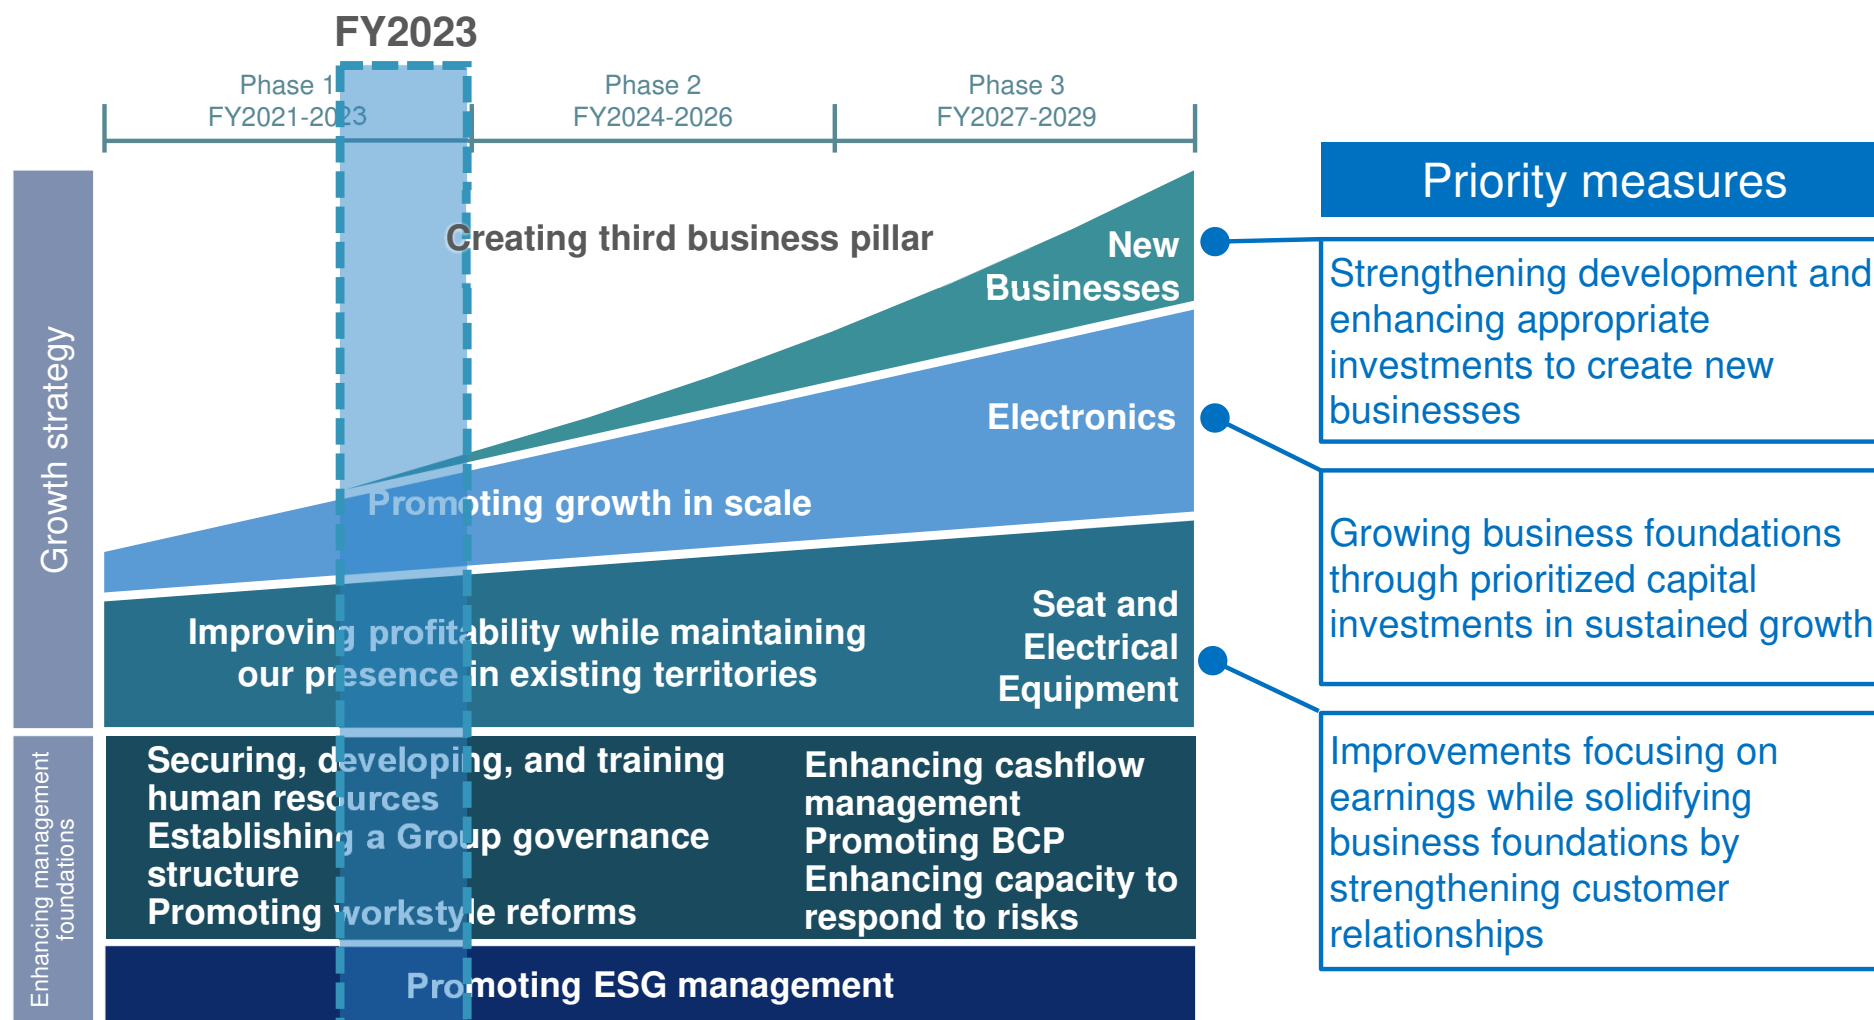 FY2023
Phase 1
FY2021-2023
Phase 2
FY2024-2026
Phase 3
FY2027-2029
Growth strategy
Creating third business pillar
New
Businesses
Electronics
Promoting growth in scale
Improving profitability while maintaining
our presence in existing territories
Seat and
Electrical
Equipment
Enhancing management
foundations
Securing, developing, and training
human resources
Establishing a Group governance
structure
Promoting workstyle reforms
Enhancing cashflow
management
Promoting BCP
Enhancing capacity to
respond to risks
Promoting ESG management
Priority measures
Strengthening development and
enhancing appropriate
investments to create new
businesses
Growing business foundations
through prioritized capital
investments in sustained growth
Improvements focusing on
earnings while solidifying
business foundations by
strengthening customer
relationships